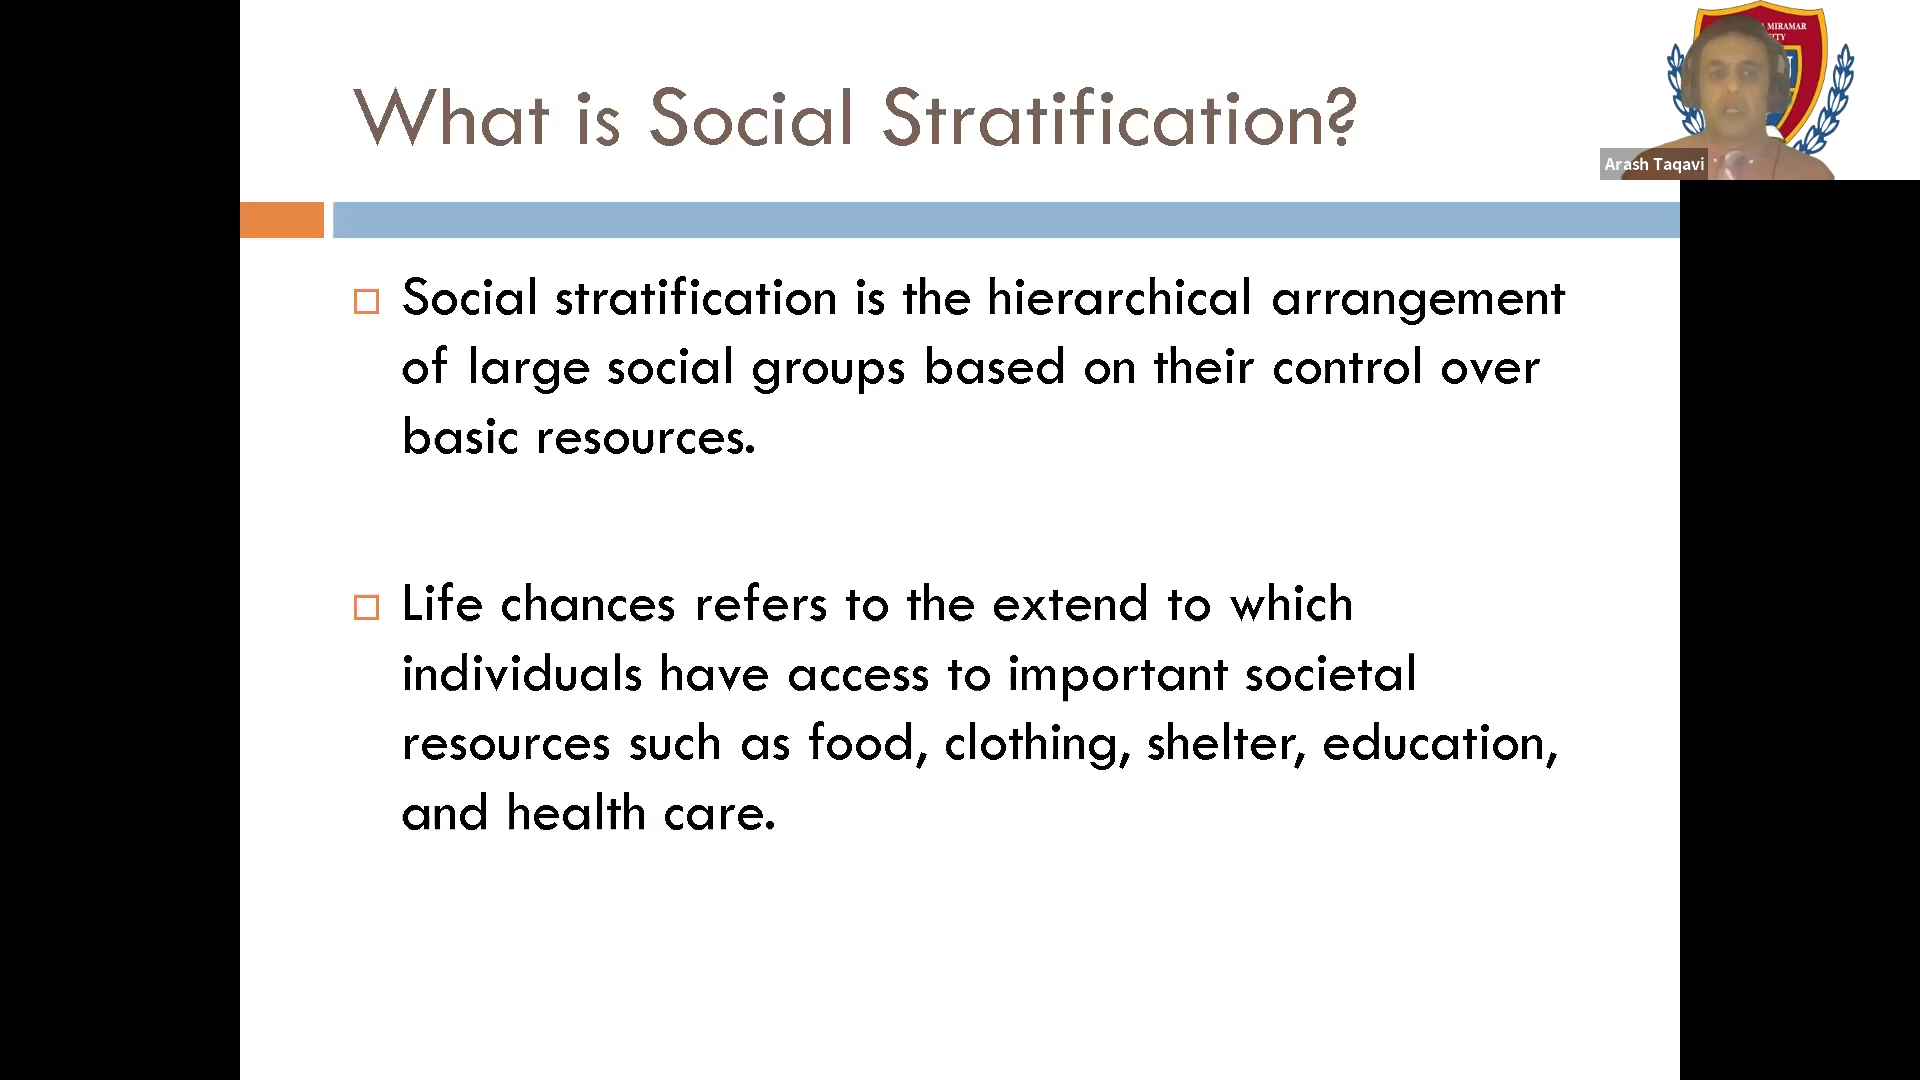 What is Social Stratification?
MIRAMAR
Arash Taqavi
Social stratification is the hierarchical arrangement
of large social groups based on their control over
basic resources.
Life chances refers to the extend to which
individuals have access to important societal
resources such as food, clothing, shelter, education,
and health care.